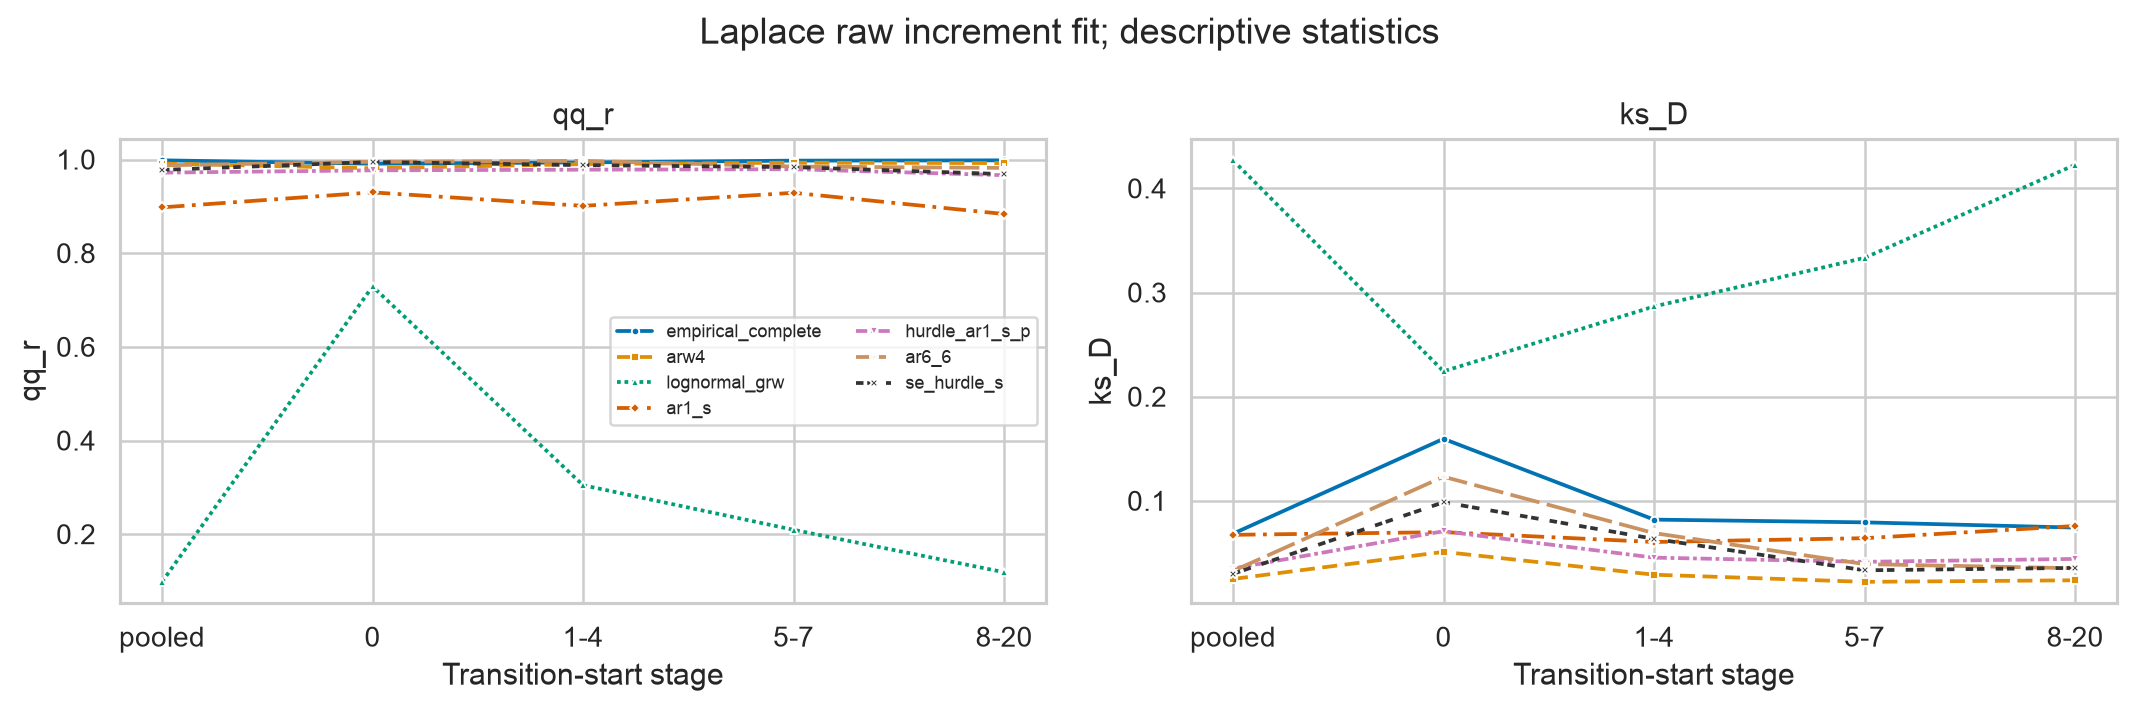 Laplace raw increment fit; descriptive statistics
qq_r
qq_r
1.0
0.8
0.6
0.4
0.2
empirical_complete
arw4
lognormal_grw
ar1_s
hurdle_ar1_s_p
ar6_6
se_hurdle_s
pooled
0
1-4
5-7
8-20
Transition-start stage
ks_D
ks_D
0.4
0.3
0.2
0.1
pooled
0
1-4
5-7
8-20
Transition-start stage